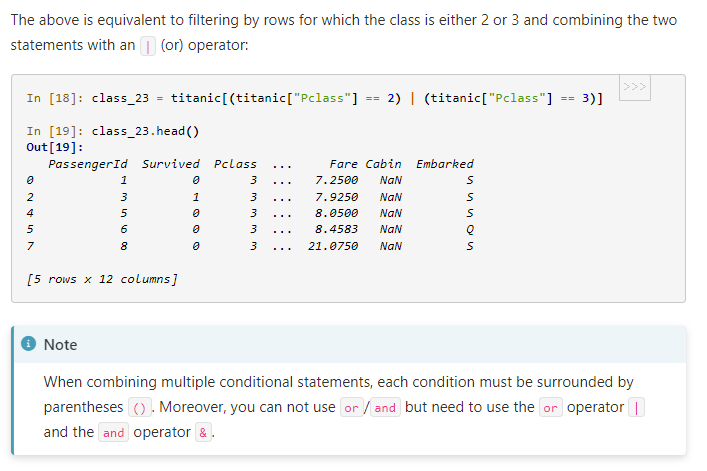 The above is equivalent to filtering by rows for which the class is either 2 or 3 and combining the two
statements with an | (or) operator:
>>>
In [18]: class_23 = titanic[(titanic["Pclass"] == 2) | (titanic["Pclass"] == 3)]
In [19]: class_23.head()
Out[19]:
   PassengerId  Survived  Pclass  ...     Fare Cabin  Embarked
0            1         0       3  ...   7.2500   NaN         S
2            3         1       3  ...   7.9250   NaN         S
4            5         0       3  ...   8.0500   NaN         S
5            6         0       3  ...   8.4583   NaN         Q
7            8         0       3  ...  21.0750   NaN         S
[5 rows x 12 columns]
i Note
When combining multiple conditional statements, each condition must be surrounded by
parentheses (). Moreover, you can not use or / and but need to use the or operator |
and the and operator &.